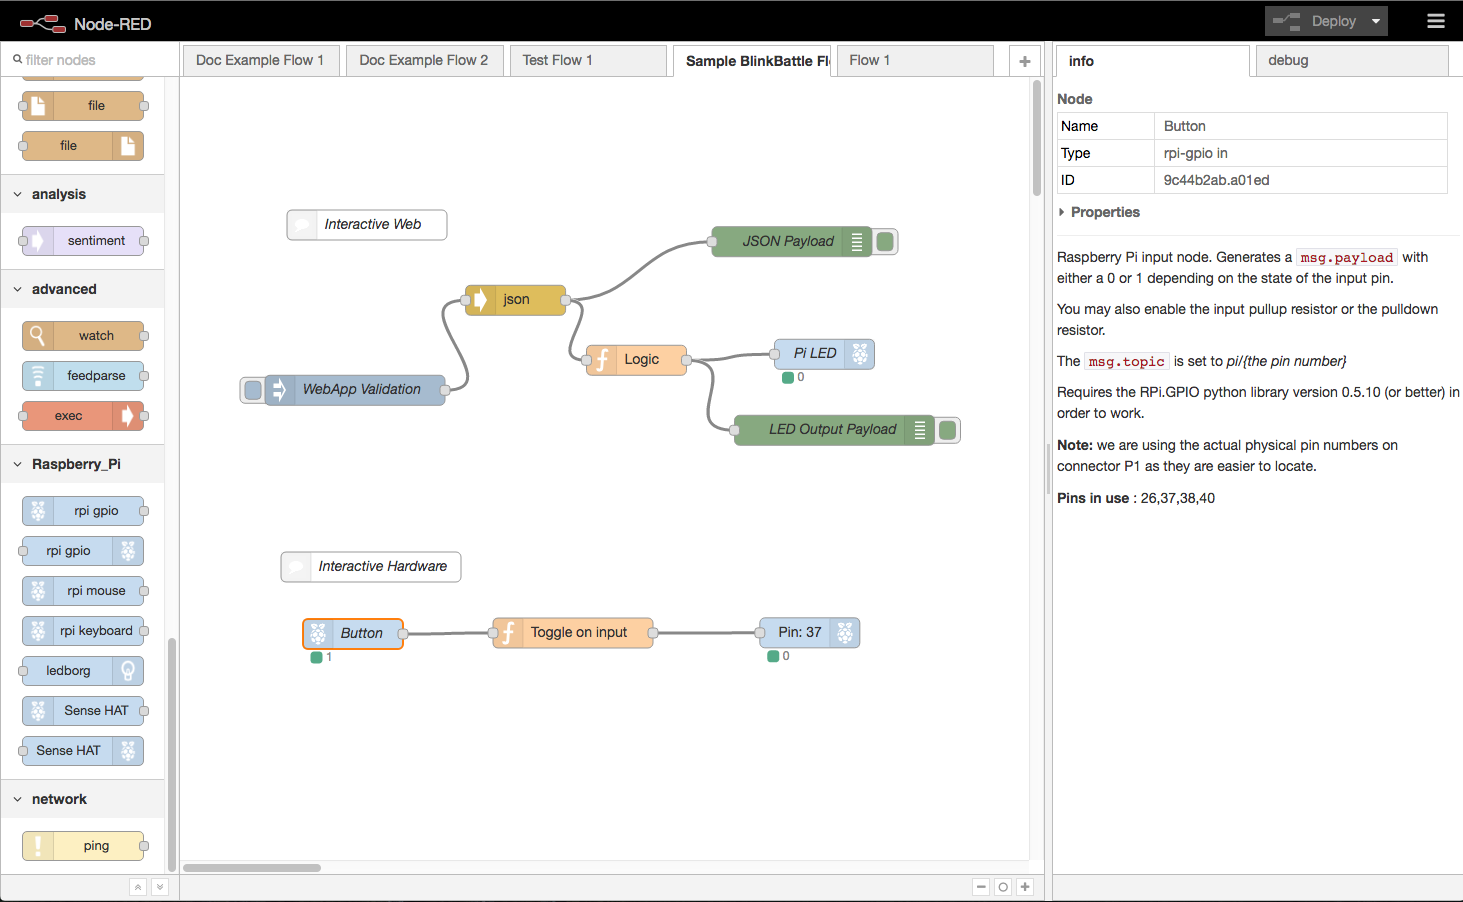 Node-RED
Deploy
filter nodes
Doc Example Flow 1
Doc Example Flow 2
Test Flow 1
Sample BlinkBattle Fl
Flow 1
info
debug
file
file
analysis
sentiment
advanced
watch
feedparse
exec
Raspberry_Pi
rpi gpio
rpi gpio
rpi mouse
rpi keyboard
ledborg
Sense HAT
Sense HAT
network
ping
Interactive Web
JSON Payload
json
Logic
Pi LED
0
WebApp Validation
LED Output Payload
Interactive Hardware
Button
1
Toggle on input
Pin: 37
0
Node
Name Button
Type rpi-gpio in
ID 9c44b2ab.a01ed
Properties
Raspberry Pi input node. Generates a msg.payload with
either a 0 or 1 depending on the state of the input pin.
You may also enable the input pullup resistor or the pulldown
resistor.
The msg.topic is set to pi/{the pin number}
Requires the RPi.GPIO python library version 0.5.10 (or better) in
order to work.
Note: we are using the actual physical pin numbers on
connector P1 as they are easier to locate.
Pins in use : 26,37,38,40